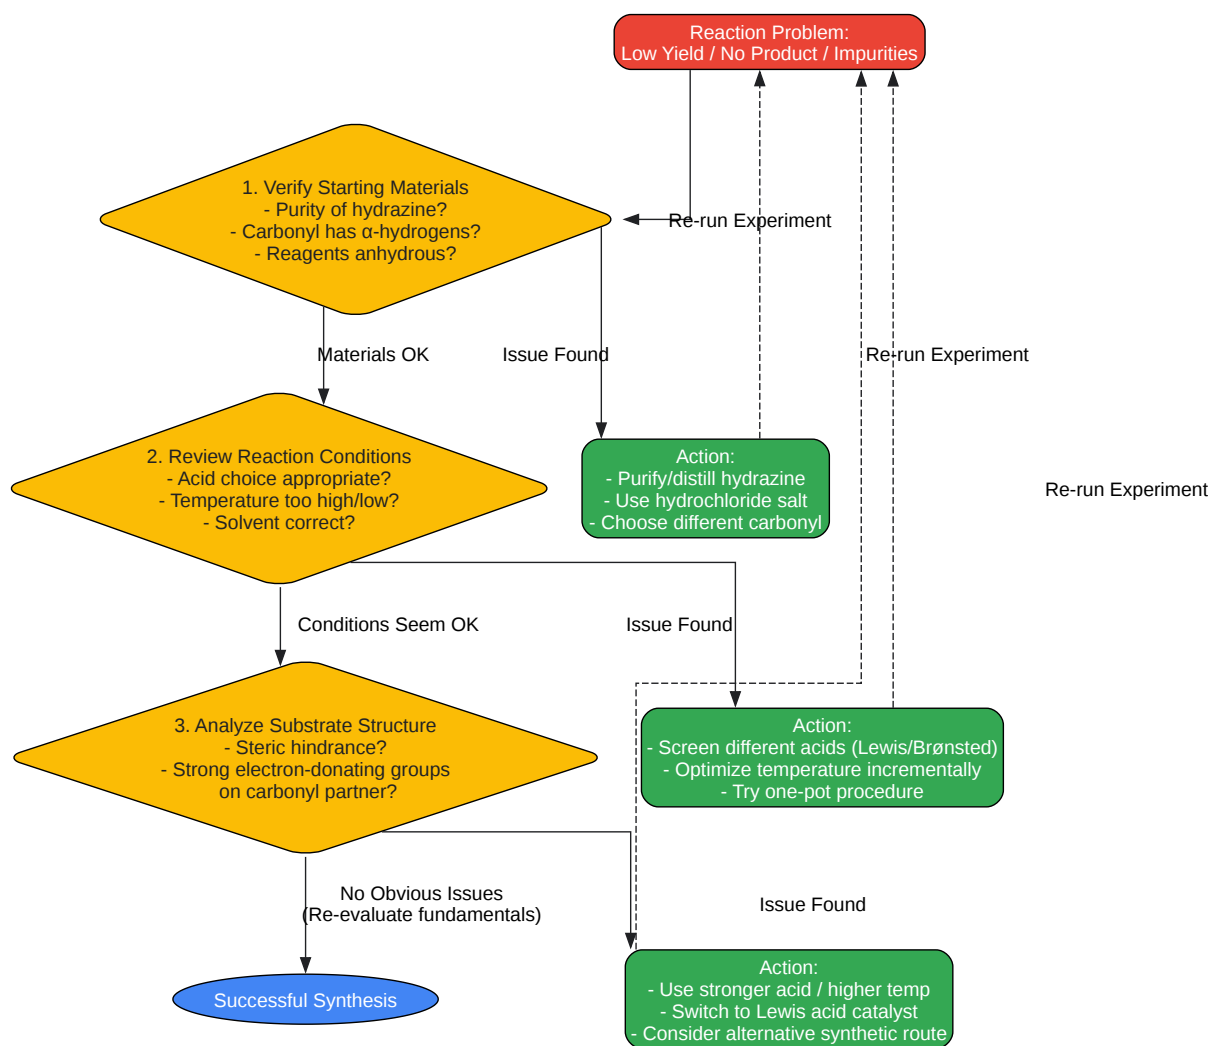 Reaction Problem:
Low Yield / No Product / Impurities
1. Verify Starting Materials
- Purity of hydrazine?
- Carbonyl has α-hydrogens?
- Reagents anhydrous?
Re-run Experiment
Materials OK
Issue Found
Re-run Experiment
2. Review Reaction Conditions
- Acid choice appropriate?
- Temperature too high/low?
- Solvent correct?
Action:
- Purify/distill hydrazine
- Use hydrochloride salt
- Choose different carbonyl
Re-run Experiment
Conditions Seem OK
Issue Found
3. Analyze Substrate Structure
- Steric hindrance?
- Strong electron-donating groups
on carbonyl partner?
Action:
- Screen different acids (Lewis/Brønsted)
- Optimize temperature incrementally
- Try one-pot procedure
No Obvious Issues
(Re-evaluate fundamentals)
Issue Found
Successful Synthesis
Action:
- Use stronger acid / higher temp
- Switch to Lewis acid catalyst
- Consider alternative synthetic route